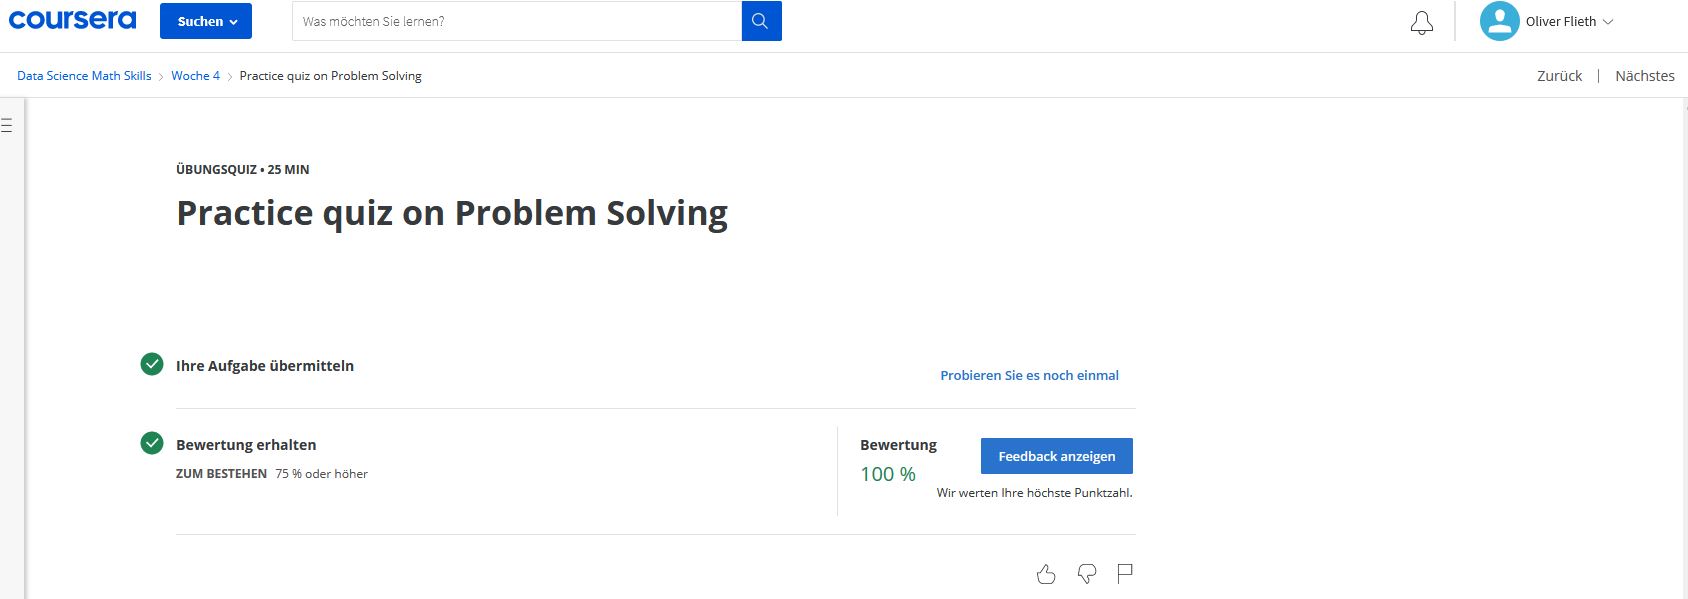 coursera
Suchen
Was möchten Sie lernen?
Oliver Flieth
Data Science Math Skills > Woche 4 > Practice quiz on Problem Solving
Zurück | Nächstes
ÜBUNGSQUIZ • 25 MIN
Practice quiz on Problem Solving
Ihre Aufgabe übermitteln
Probieren Sie es noch einmal
Bewertung erhalten
ZUM BESTEHEN 75 % oder höher
Bewertung
100 %
Feedback anzeigen
Wir werten Ihre höchste Punktzahl.